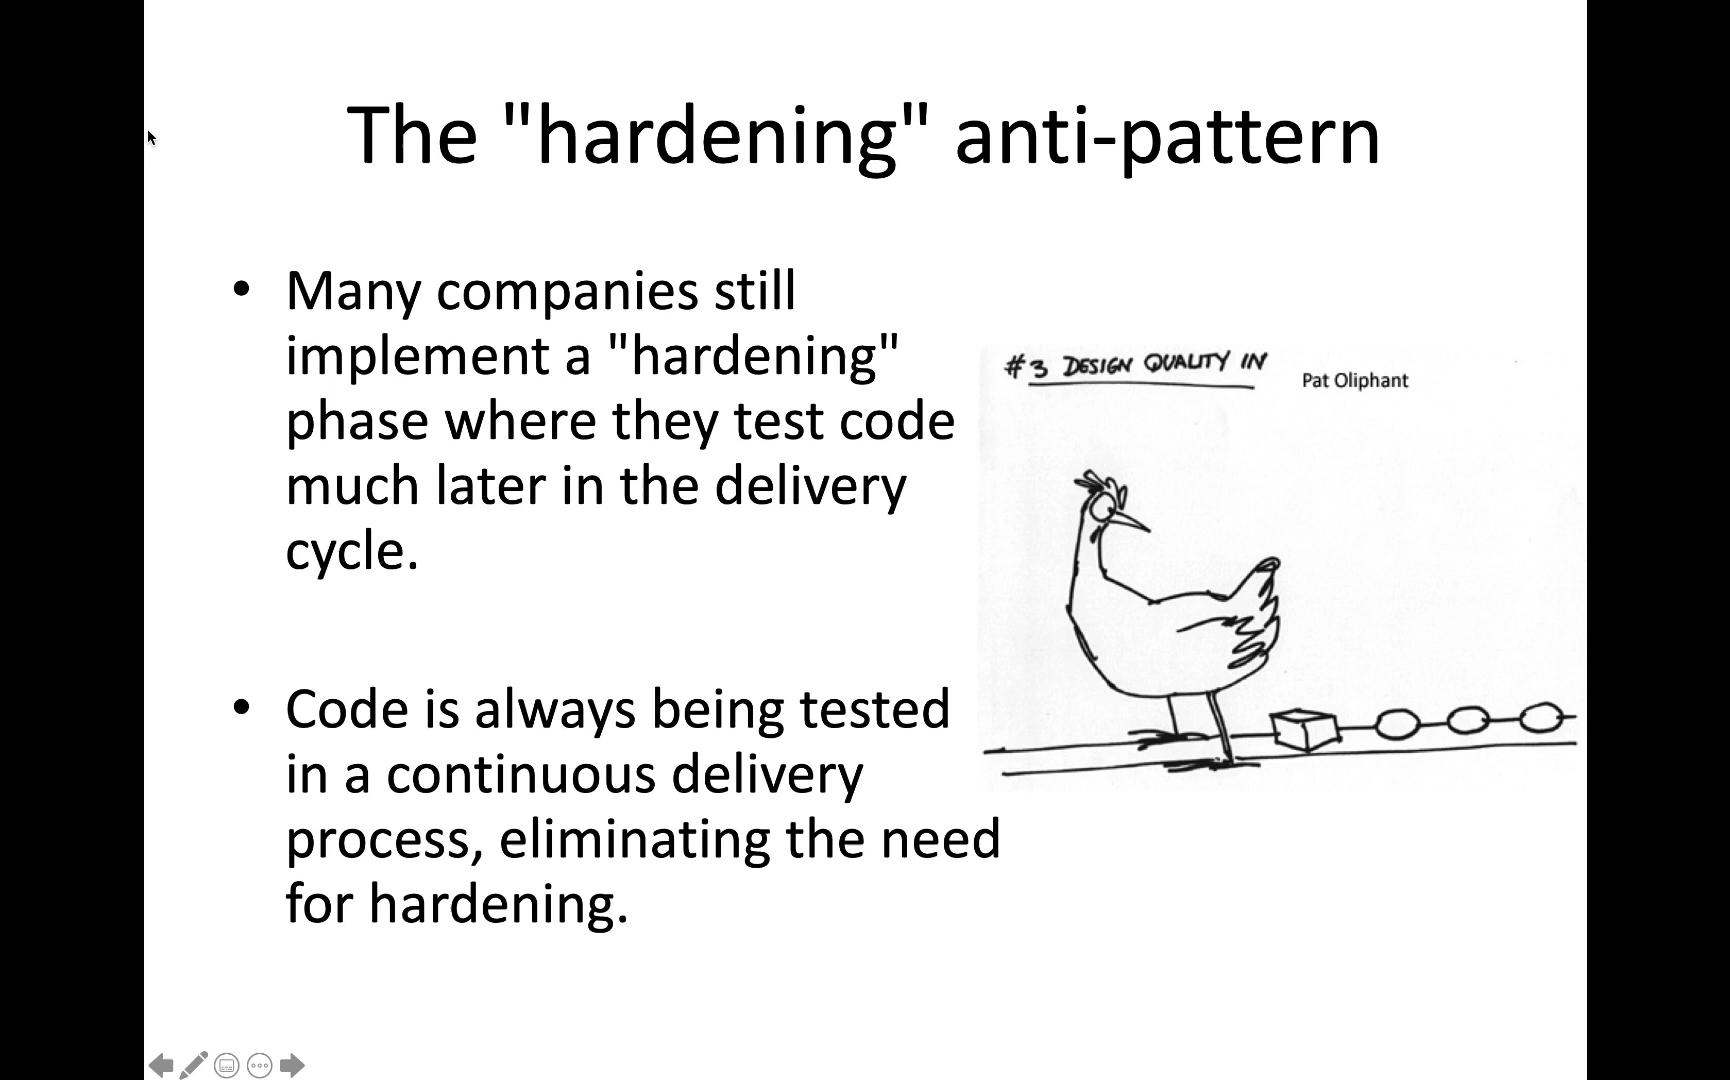 The "hardening" anti-pattern
• Many companies still
implement a "hardening"
phase where they test code
much later in the delivery
cycle.
#3 DESIGN QUALITY IN
Pat Oliphant
• Code is always being tested
in a continuous delivery
process, eliminating the need
for hardening.